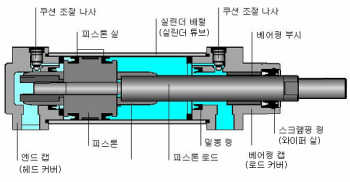 쿠션 조절 나사
실린더 배럴
(실린더 튜브)
쿠션 조절 나사
피스톤 실
베어링 부시
엔드 캡
(헤드 커버)
피스톤
피스톤 로드
밀봉 링
베어링 캡
(로드 커버)
스크랩핑 링
(와이퍼 실)